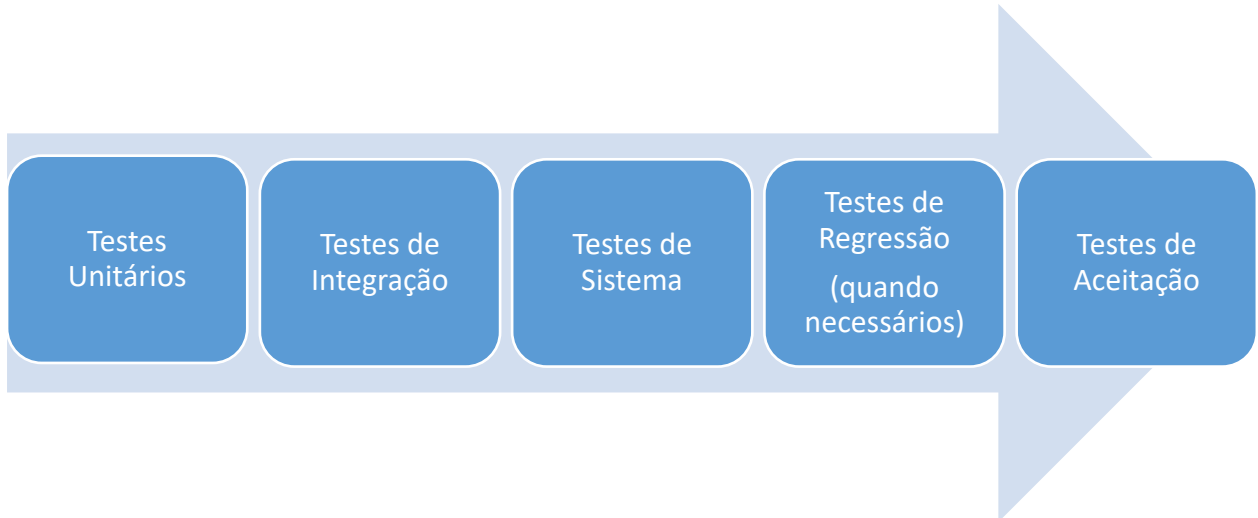 Testes
Unitários
Testes de
Integração
Testes de
Sistema
Testes de
Regressão
(quando
necessários)
Testes de
Aceitação